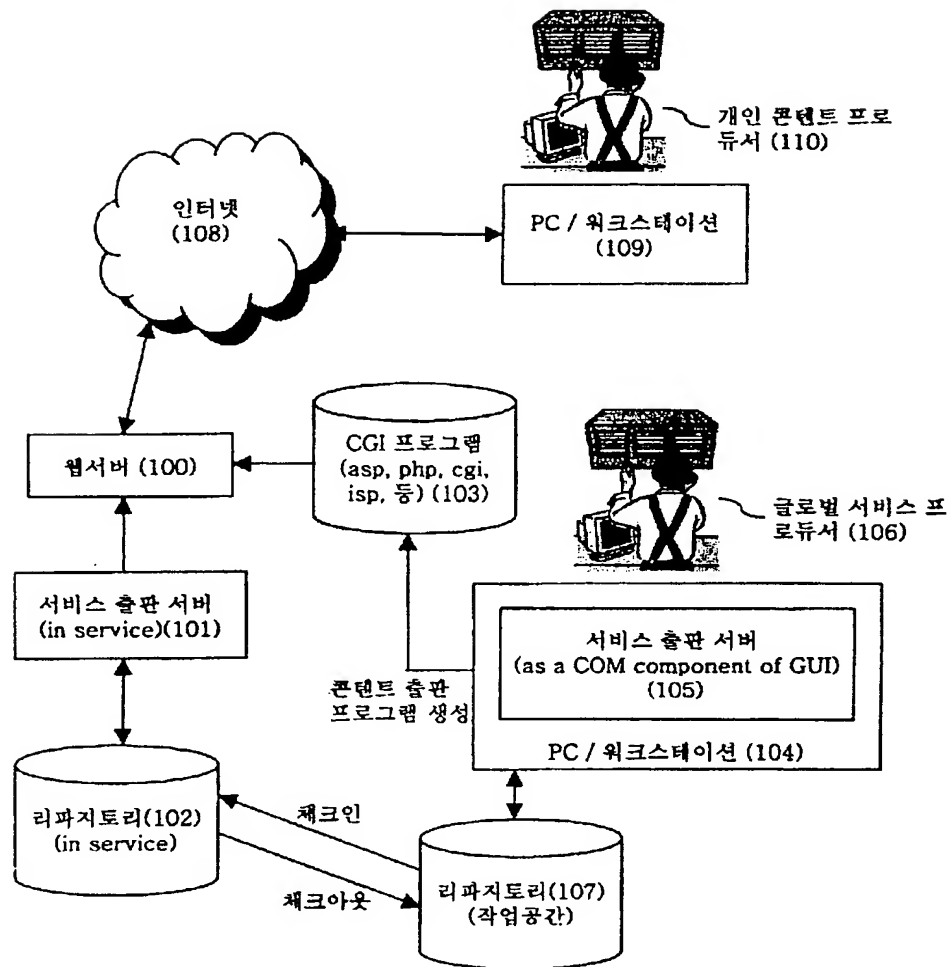 개인 콘텐트 프로
듀서 (110)
인터넷
(108)
PC / 워크스테이션
(109)
CGI 프로그램
(asp, php, cgi,
isp, 등) (103)
웹서버 (100)
글로벌 서비스 프
로듀서 (106)
서비스 출판 서버
(in service)(101)
서비스 출판 서버
(as a COM component of GUI)
(105)
콘텐트 출판
프로그램 생성
PC / 워크스테이션 (104)
리파지토리(102)
(in service)
채크인
채크아웃
리파지토리(107)
(작업공간)